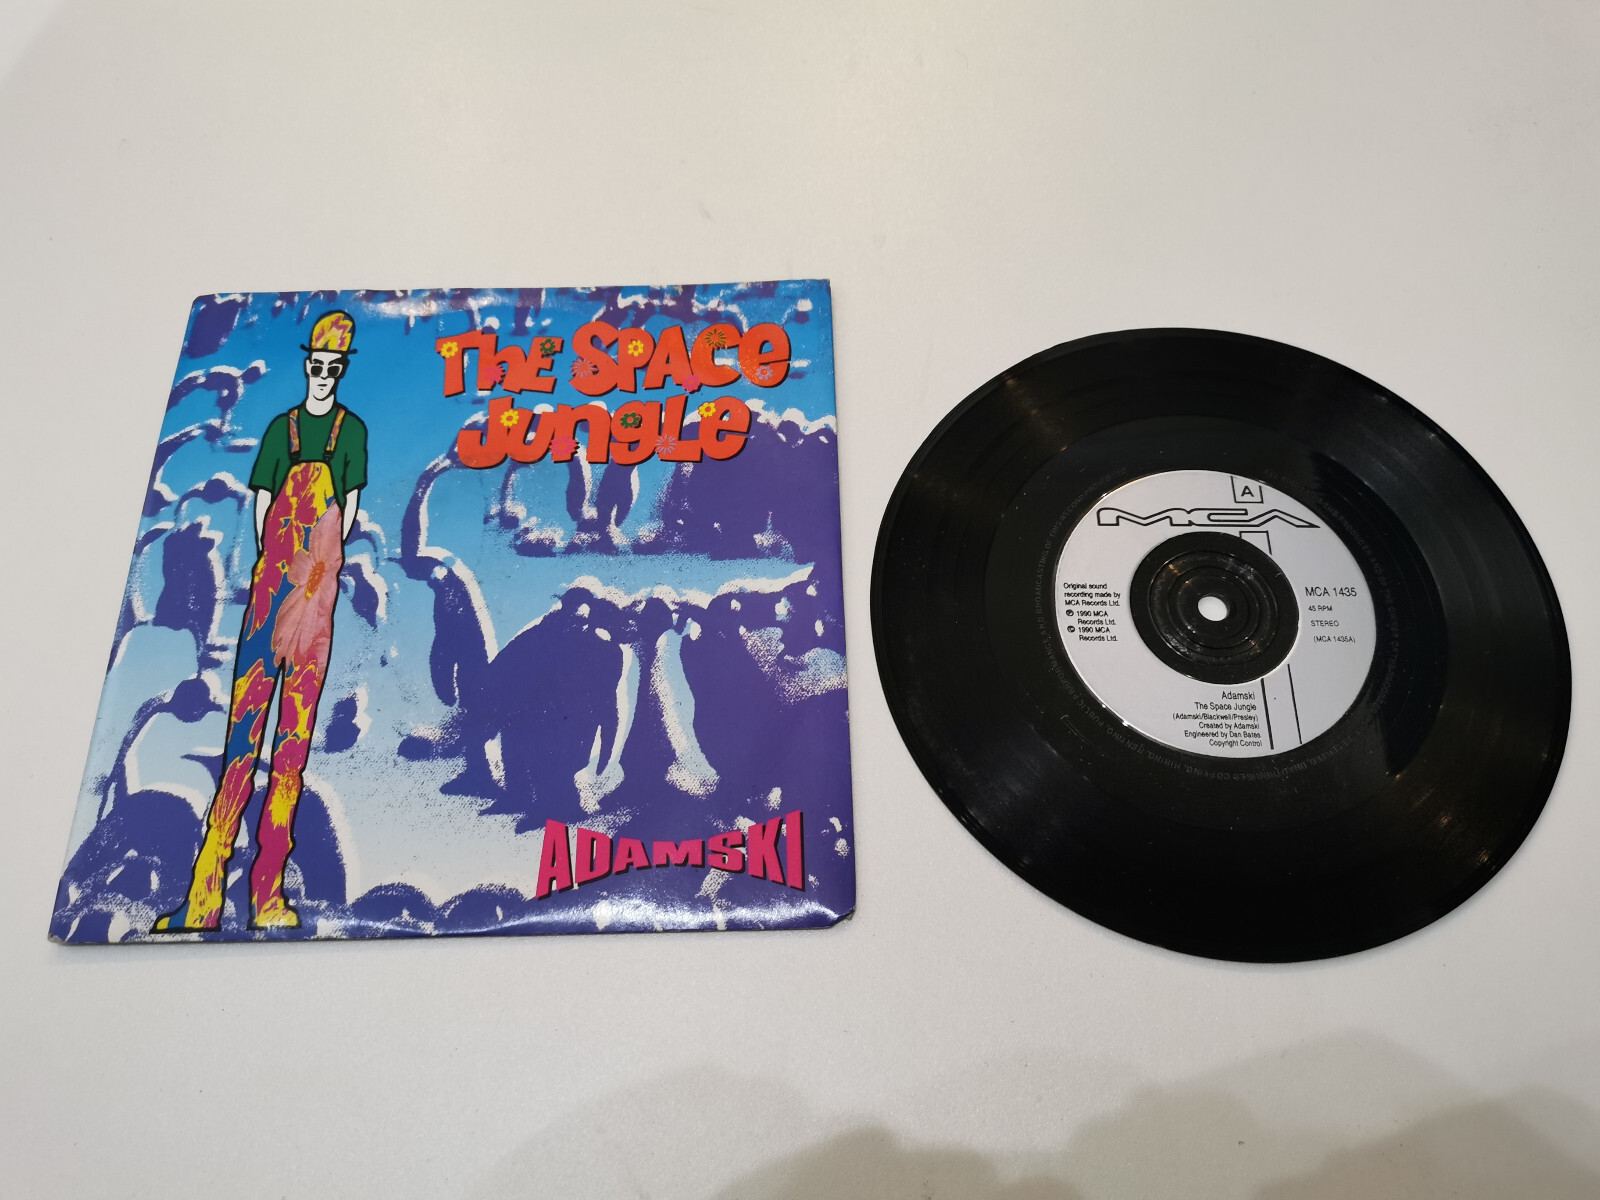 The Space
Jungle
ADAMSKI
A
MCA
Original sound
recording made by
MCA Records Ltd.
℗ 1990 MCA
Records Ltd.
© 1990 MCA
Records Ltd.
MCA 1435
45 RPM
STEREO
(MCA 1435A)
Adamski
The Space Jungle
(Adamski/Blackwell/Presley)
Created by Adamski
Engineered by Dan Bates
Copyright Control